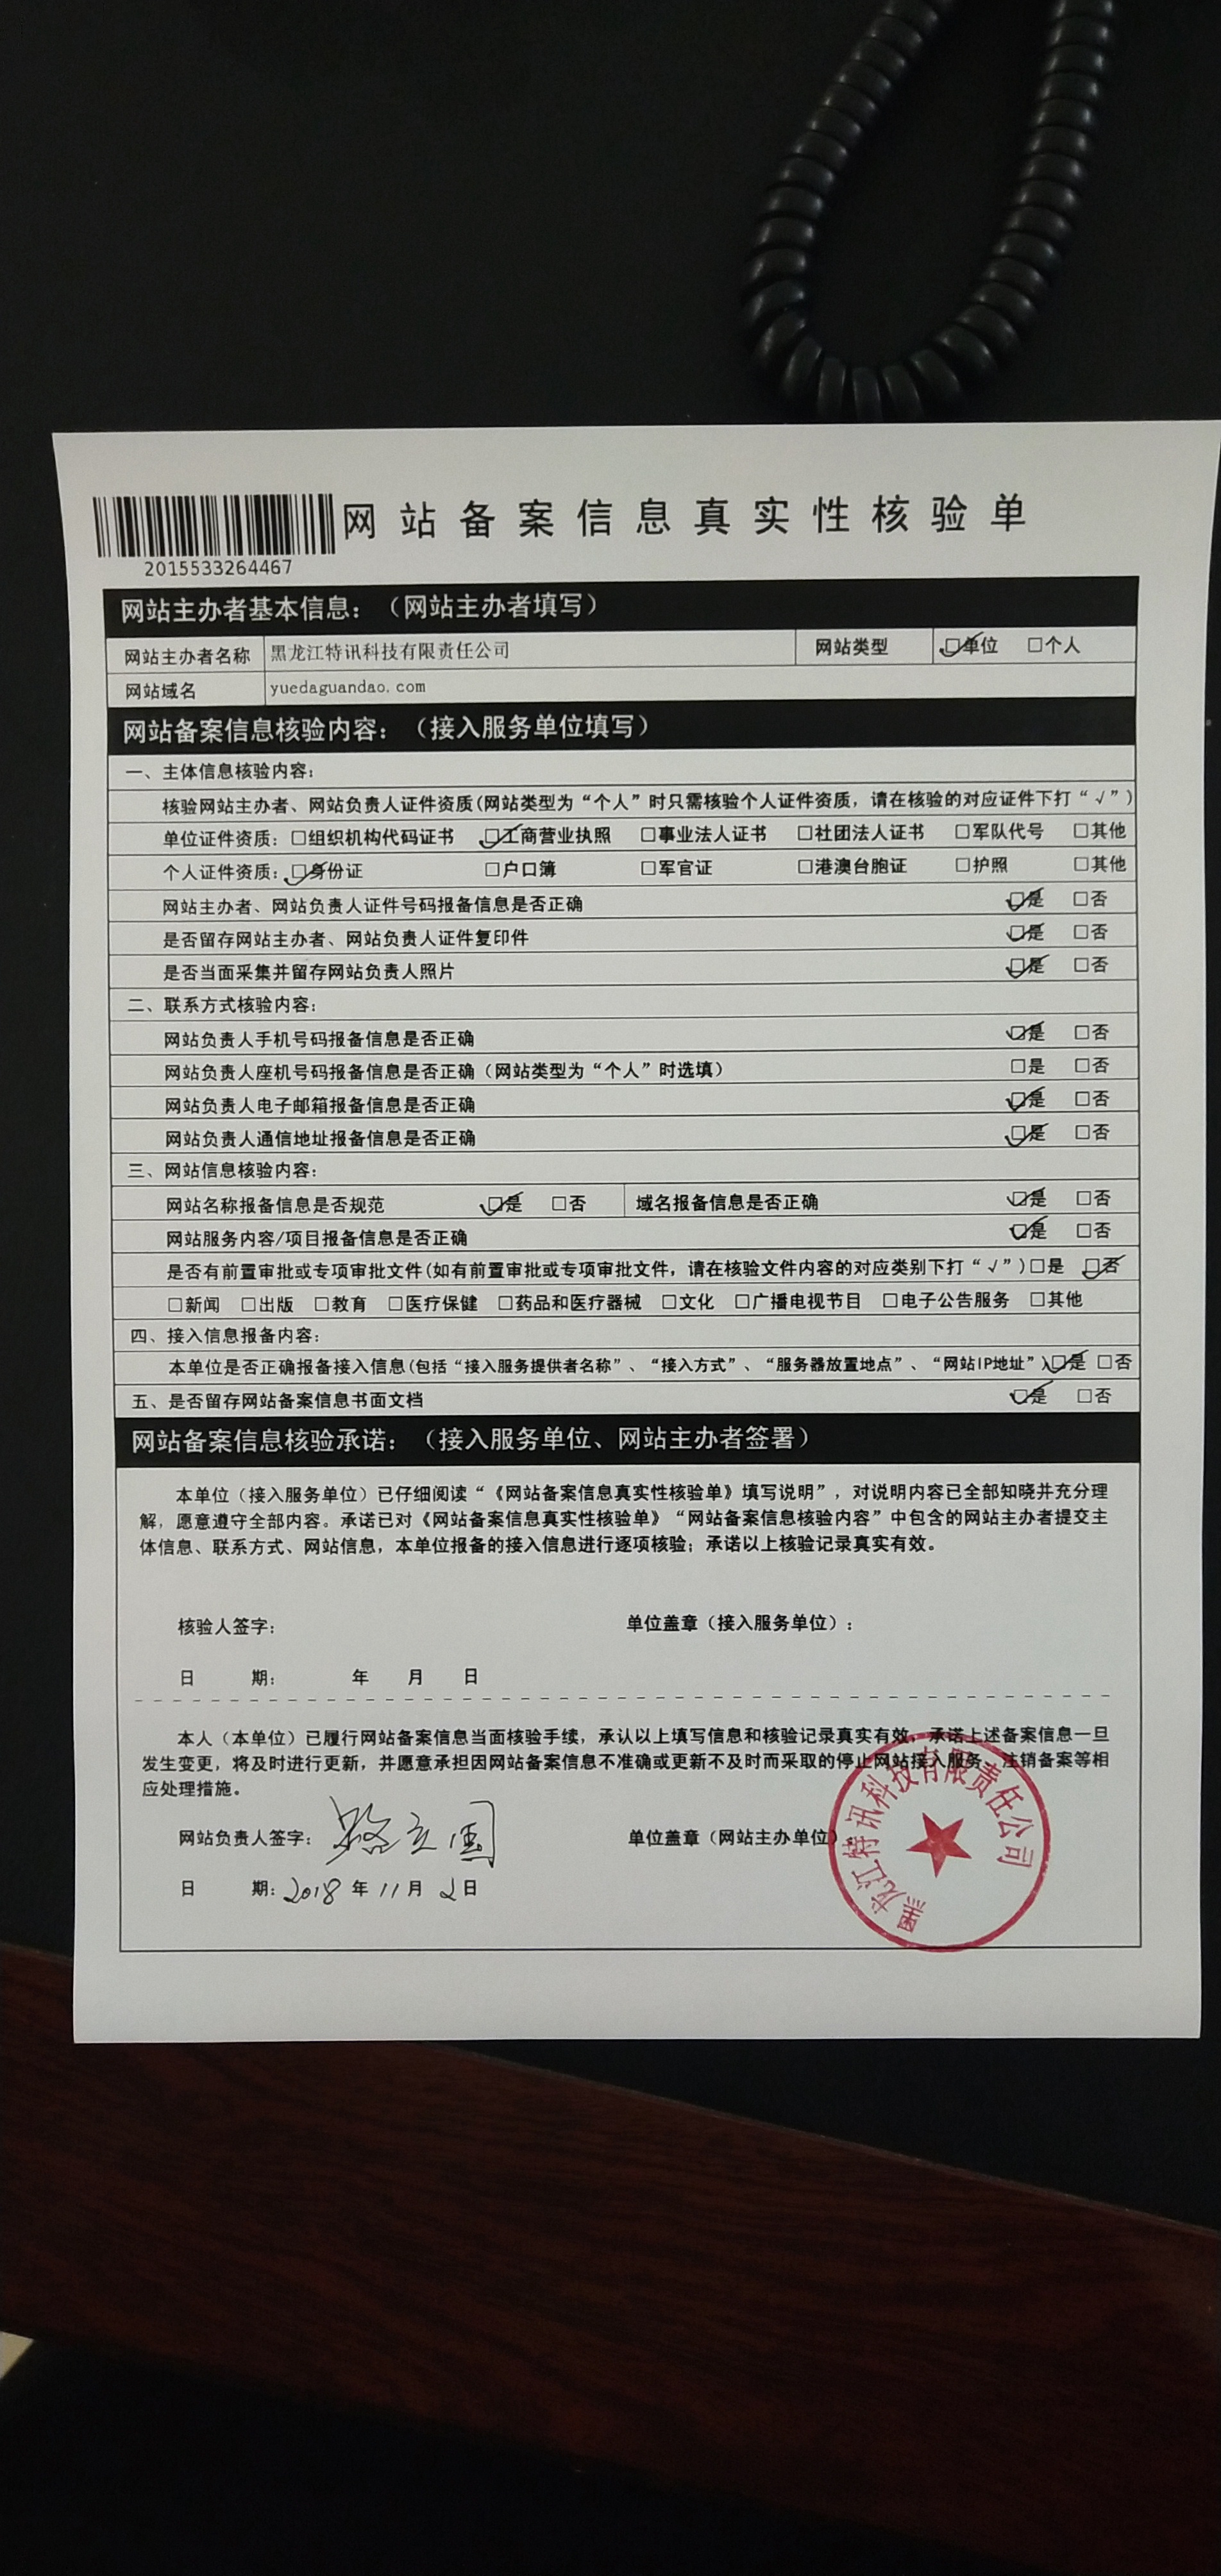 网站备案信息真实性核验单
2015533264467
网站主办者基本信息：（网站主办者填写）
网站主办者名称 黑龙江特讯科技有限责任公司 网站类型 ☑单位 □个人
网站域名 yuedaguandao.com
网站备案信息核验内容：（接入服务单位填写）
一、主体信息核验内容：
核验网站主办者、网站负责人证件资质(网站类型为“个人”时只需核验个人证件资质，请在核验的对应证件下打“√”)
单位证件资质：□组织机构代码证书 ☑工商营业执照 □事业法人证书 □社团法人证书 □军队代号 □其他
个人证件资质：☑身份证 □户口簿 □军官证 □港澳台胞证 □护照 □其他
网站主办者、网站负责人证件号码报备信息是否正确 ☑是 □否
是否留存网站主办者、网站负责人证件复印件 ☑是 □否
是否当面采集并留存网站负责人照片 ☑是 □否
二、联系方式核验内容：
网站负责人手机号码报备信息是否正确 ☑是 □否
网站负责人座机号码报备信息是否正确（网站类型为“个人”时选填） □是 □否
网站负责人电子邮箱报备信息是否正确 ☑是 □否
网站负责人通信地址报备信息是否正确 ☑是 □否
三、网站信息核验内容：
网站名称报备信息是否规范 ☑是 □否 域名报备信息是否正确 ☑是 □否
网站服务内容/项目报备信息是否正确 ☑是 □否
是否有前置审批或专项审批文件(如有前置审批或专项审批文件，请在核验文件内容的对应类别下打“√”)□是 ☑否
□新闻 □出版 □教育 □医疗保健 □药品和医疗器械 □文化 □广播电视节目 □电子公告服务 □其他
四、接入信息报备内容：
本单位是否正确报备接入信息(包括“接入服务提供者名称”、“接入方式”、“服务器放置地点”、“网站IP地址”)☑是 □否
五、是否留存网站备案信息书面文档 ☑是 □否
网站备案信息核验承诺：（接入服务单位、网站主办者签署）
本单位（接入服务单位）已仔细阅读“《网站备案信息真实性核验单》填写说明”，对说明内容已全部知晓并充分理
解，愿意遵守全部内容。承诺已对《网站备案信息真实性核验单》“网站备案信息核验内容”中包含的网站主办者提交主
体信息、联系方式、网站信息，本单位报备的接入信息进行逐项核验；承诺以上核验记录真实有效。
核验人签字： 单位盖章（接入服务单位）：
日 期： 年 月 日
本人（本单位）已履行网站备案信息当面核验手续，承认以上填写信息和核验记录真实有效，承诺上述备案信息一旦
发生变更，将及时进行更新，并愿意承担因网站备案信息不准确或更新不及时而采取的停止网站接入服务、注销备案等相
应处理措施。
网站负责人签字： 单位盖章（网站主办单位）
日 期：2018 年 11 月 2 日
黑龙江特讯科技有限责任公司